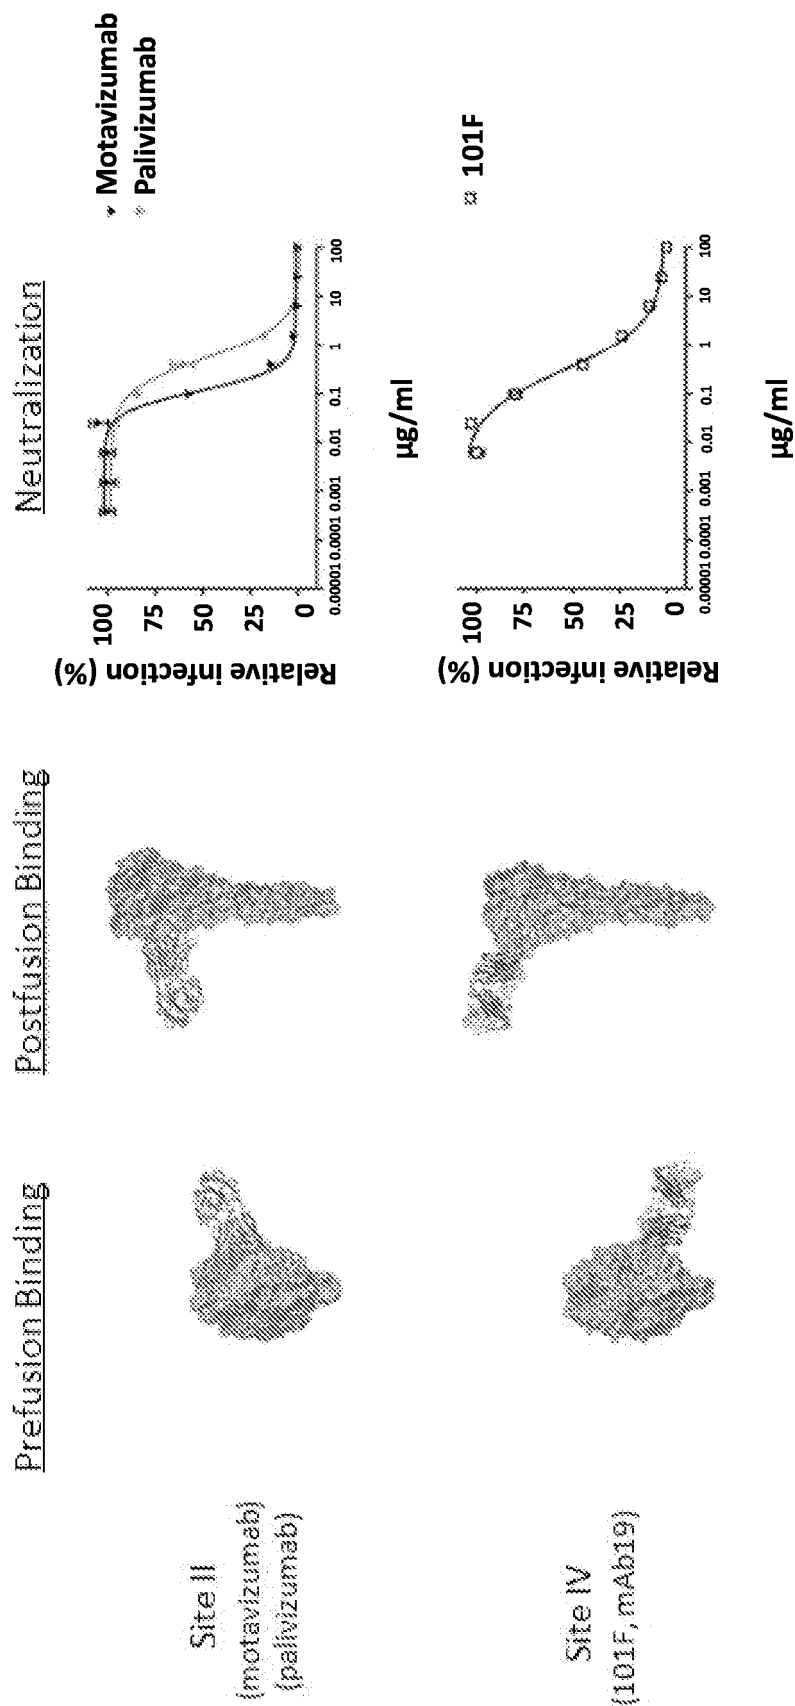 Prefusion Binding
Postfusion Binding
Neutralization
Site II
(motavizumab)
(palivizumab)
Relative infection (%)
100
75
50
25
0
0.00001 0.0001 0.001 0.01 0.1 1 10 100
µg/ml
Motavizumab
Palivizumab
Site IV
(101F, mAb19)
Relative infection (%)
100
75
50
25
0
0.00001 0.0001 0.001 0.01 0.1 1 10 100
µg/ml
101F